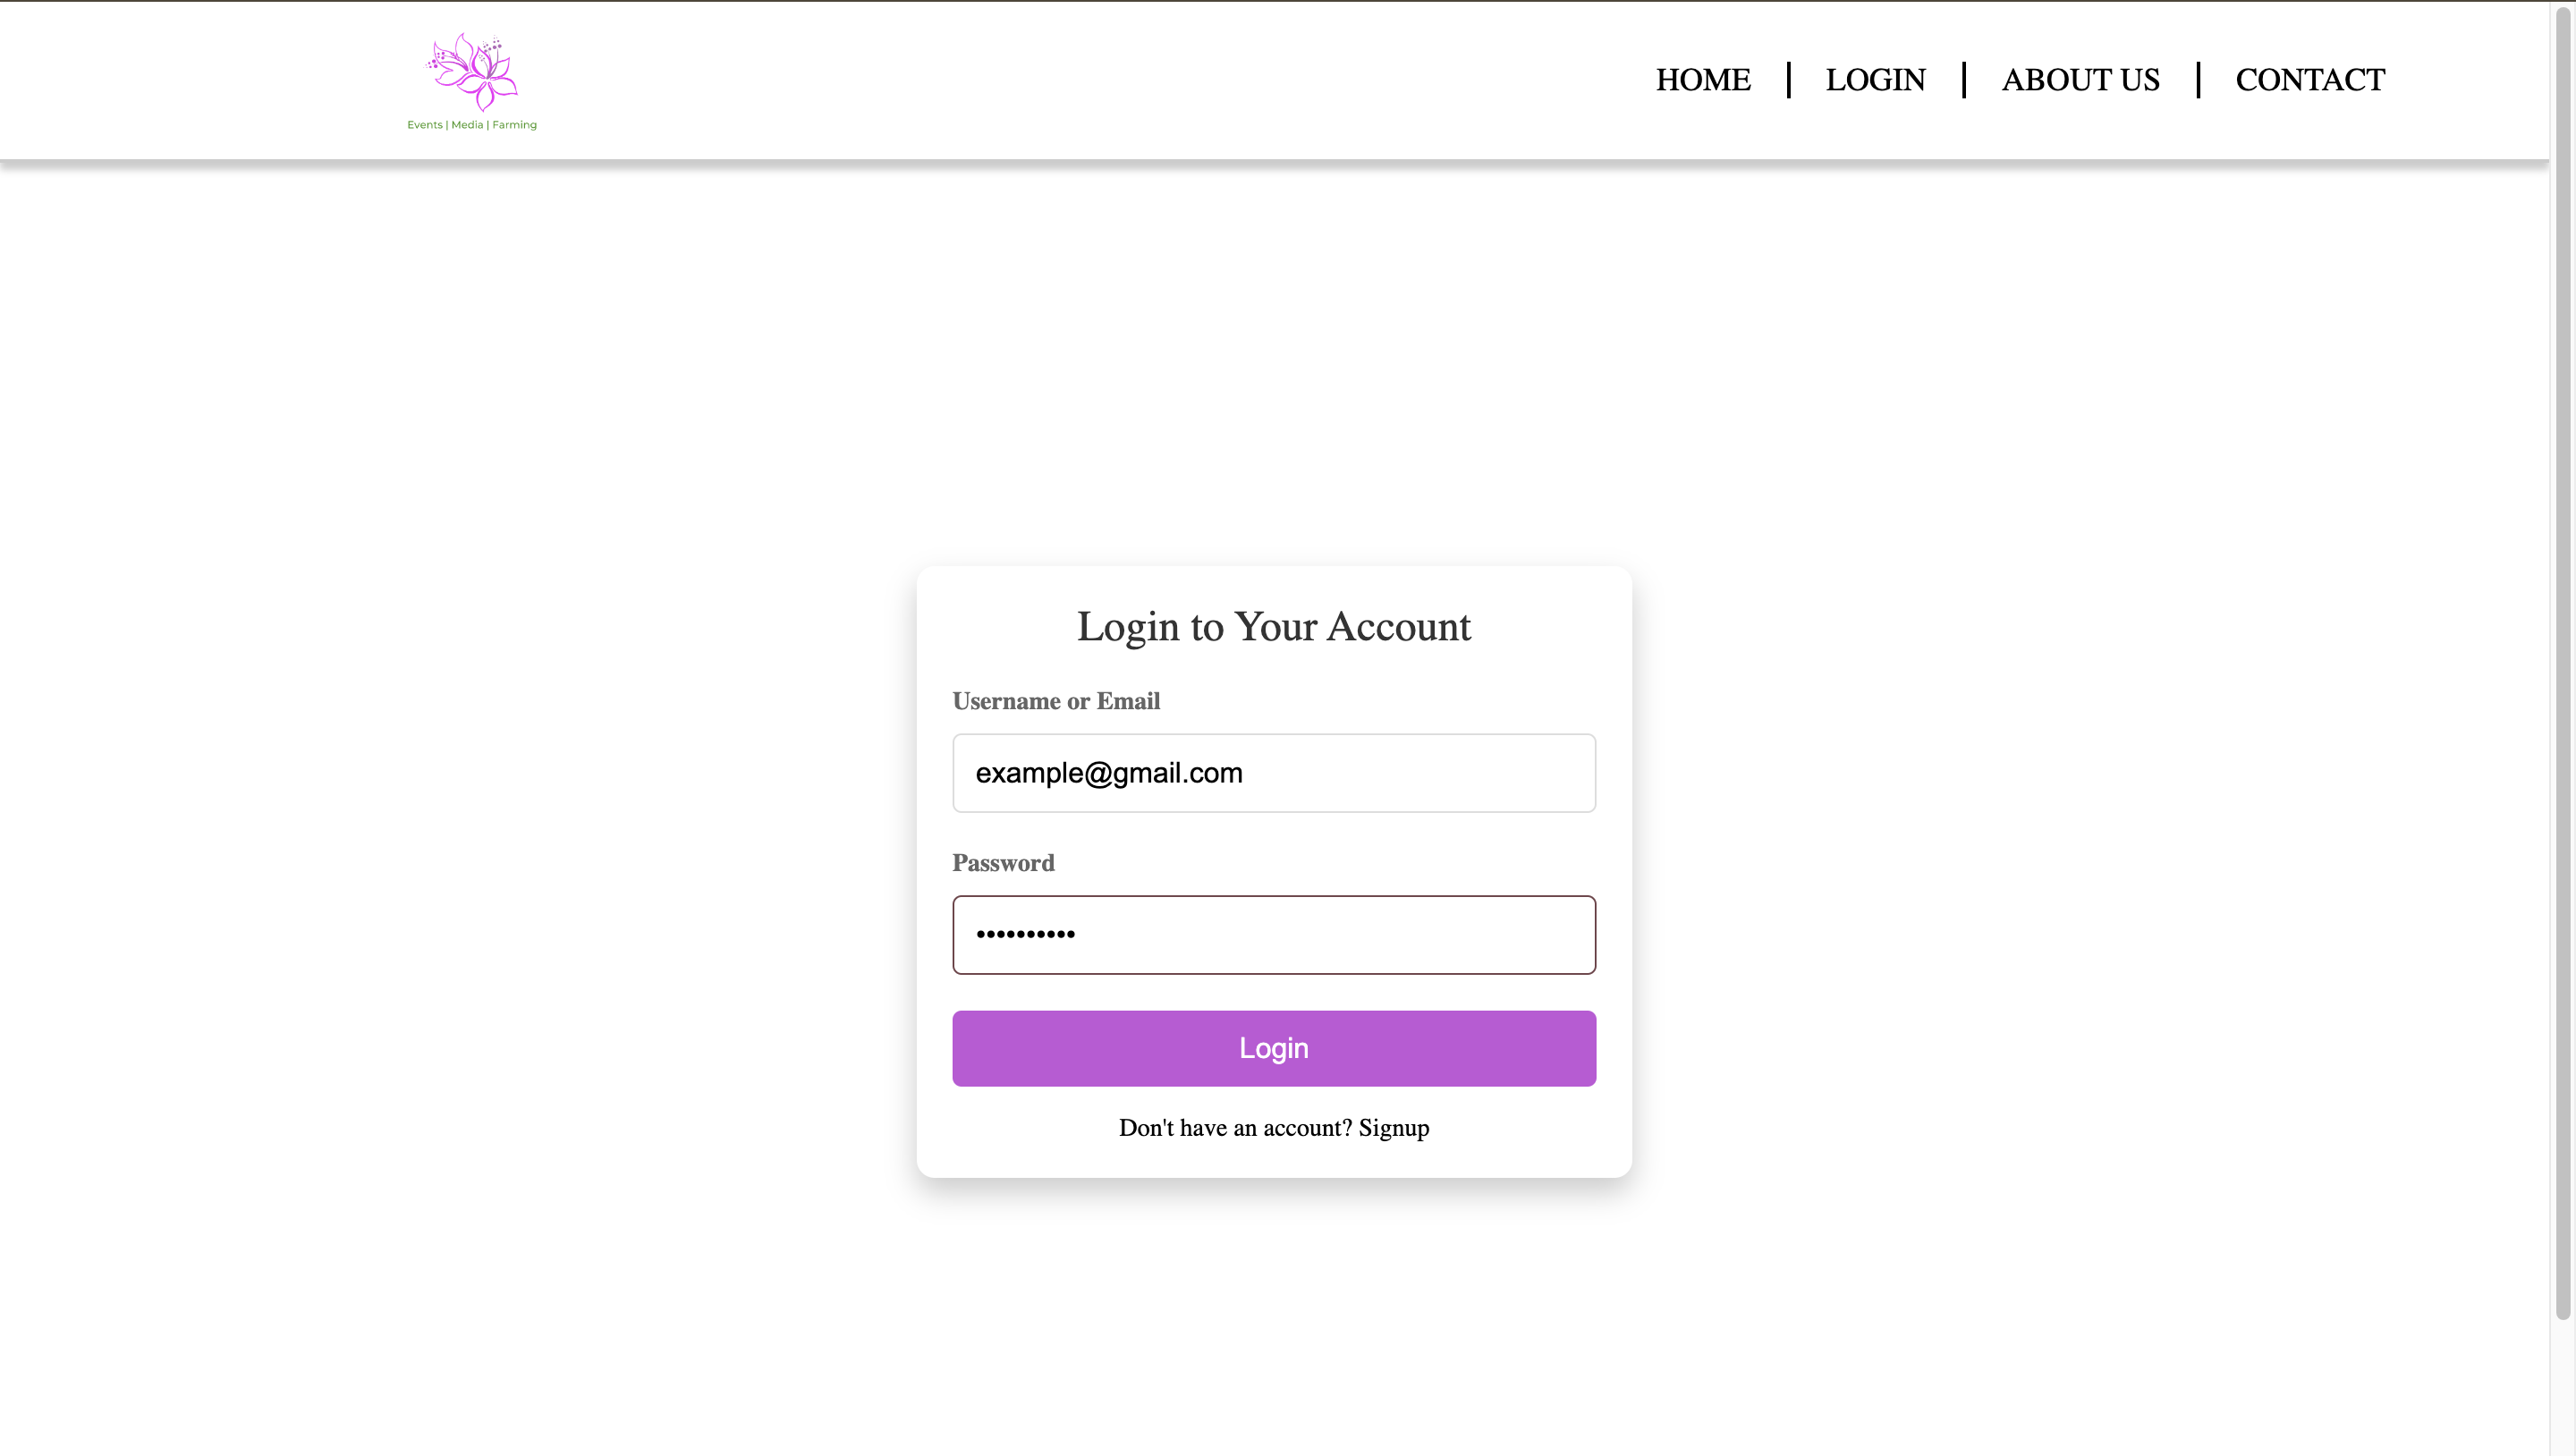 Events | Media | Farming
HOME | LOGIN | ABOUT US | CONTACT
Login to Your Account
Username or Email
example@gmail.com
Password
••••••••••
Login
Don't have an account? Signup